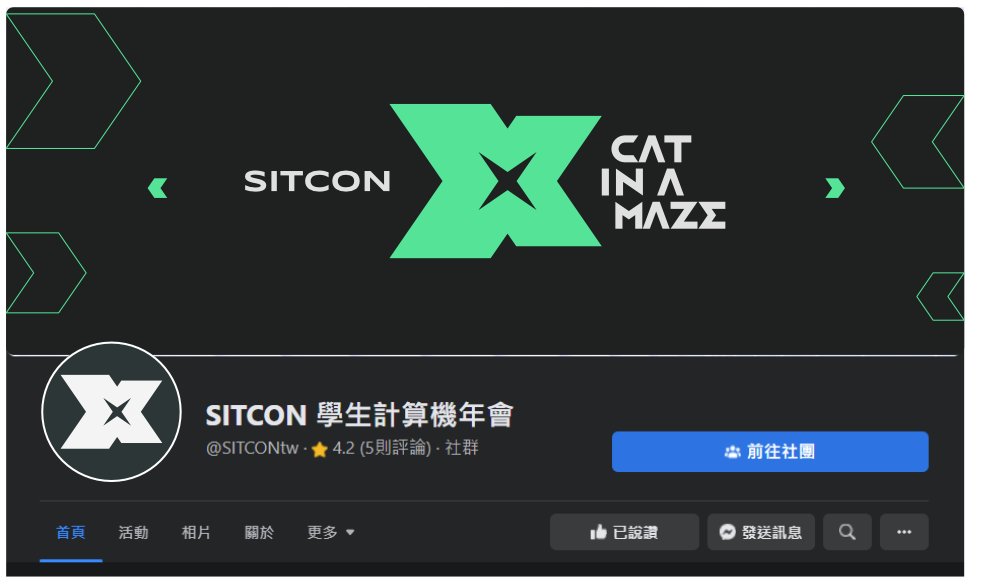 SITCON
CAT
IN A
MAZE
SITCON 學生計算機年會
@SITCONtw · 4.2 (5則評論) · 社群
前往社團
首頁 活動 相片 關於 更多
已說讚 發送訊息